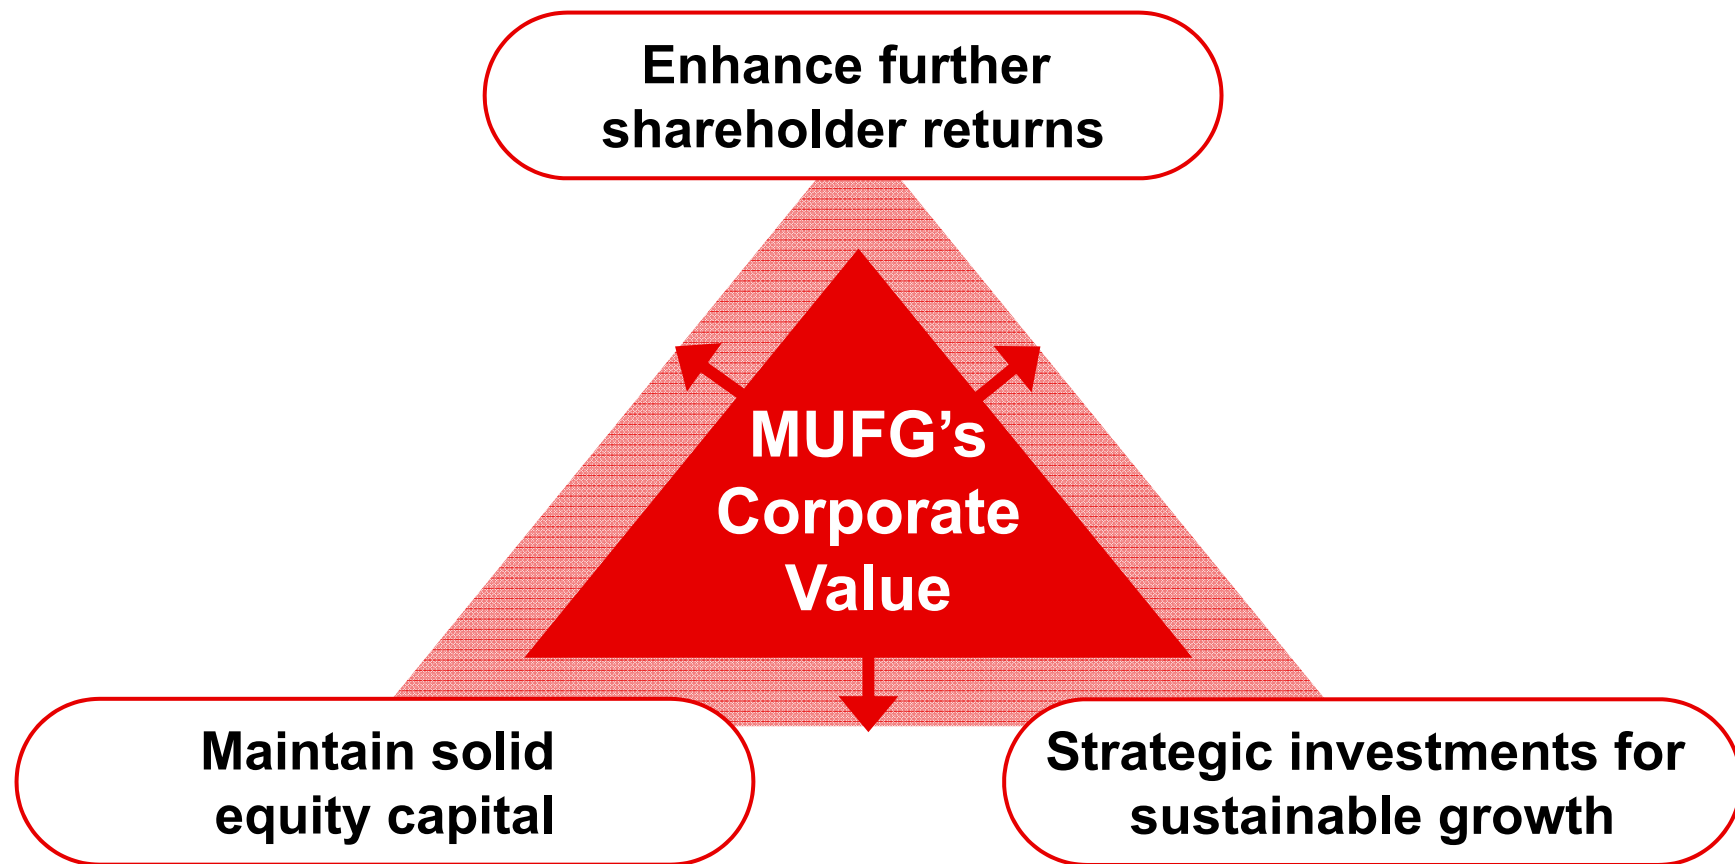 Enhance further
shareholder returns
MUFG’s
Corporate
Value
Maintain solid
equity capital
Strategic investments for
sustainable growth